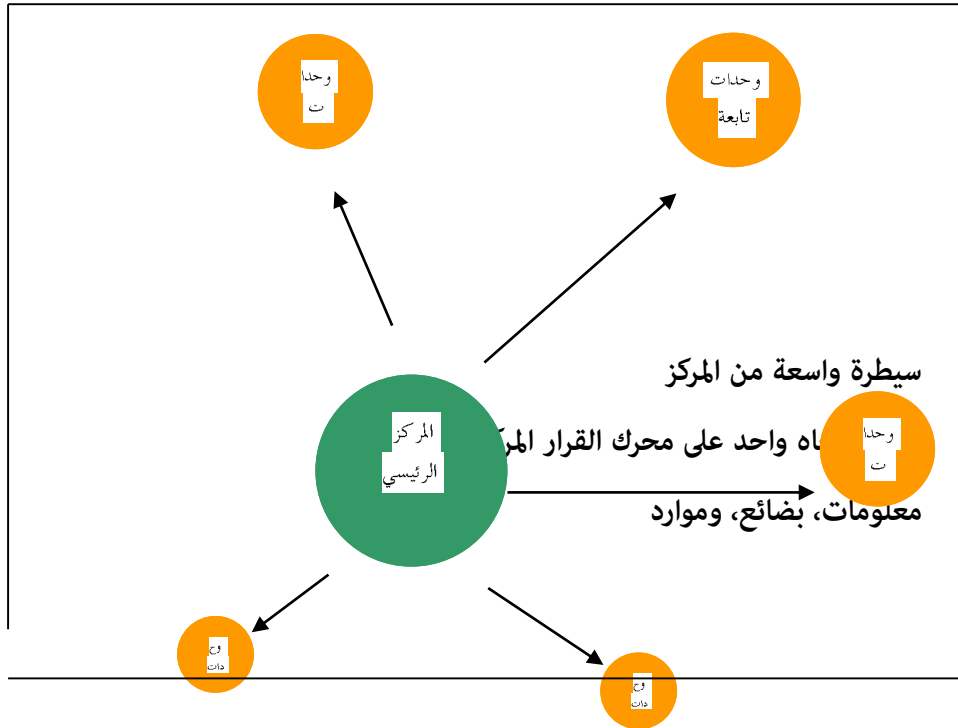 وحدات
تابعة
وحدا
ت
سيطرة واسعة من المركز
واحد على محرك القرار
وحدا
ت
المركز
الرئيسي
معلومات، بضائع، وموارد
وح
دات
وح
دات